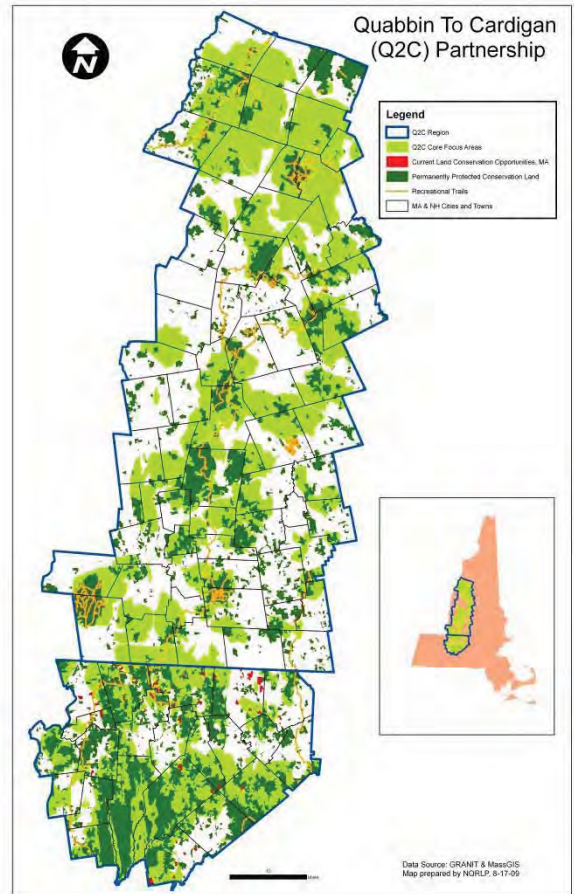 Quabbin To Cardigan
(Q2C) Partnership
N
Legend
Q2C Region
Q2C Core Focus Areas
Current Land Conservation Opportunities, MA
Permanently Protected Conservation Land
Recreational Trails
MA & NH Cities and Towns
Data Source: GRANIT & MassGIS
Map prepared by NQRLP, 8-17-09